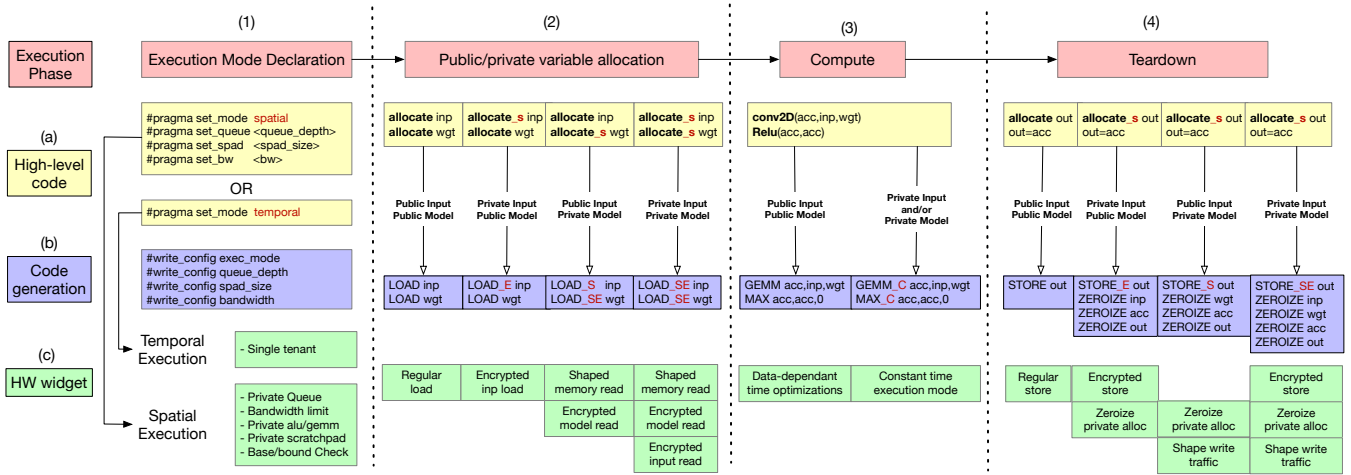 (1)
(2)
(3)
(4)
Execution Phase
Execution Mode Declaration
Public/private variable allocation
Compute
Teardown
(a)
High-level code
#pragma set_mode spatial
#pragma set_queue <queue_depth>
#pragma set_spad <spad_size>
#pragma set_bw <bw>
OR
#pragma set_mode temporal
allocate inp
allocate wgt
allocate_s inp
allocate wgt
allocate inp
allocate_s wgt
allocate_s inp
allocate_s wgt
conv2D(acc,inp,wgt)
Relu(acc,acc)
allocate out
out=acc
allocate_s out
out=acc
allocate_s out
out=acc
allocate_s out
out=acc
Public Input
Public Model
Private Input
Public Model
Public Input
Private Model
Private Input
Private Model
Public Input
Public Model
Private Input
and/or
Private Model
Public Input
Public Model
Private Input
Public Model
Public Input
Private Model
Private Input
Private Model
(b)
Code generation
#write_config exec_mode
#write_config queue_depth
#write_config spad_size
#write_config bandwidth
LOAD inp
LOAD wgt
LOAD_E inp
LOAD wgt
LOAD_S inp
LOAD_SE wgt
LOAD_SE inp
LOAD_SE wgt
GEMM acc,inp,wgt
MAX acc,acc,0
GEMM_C acc,inp,wgt
MAX_C acc,acc,0
STORE out
STORE_E out
ZEROIZE inp
ZEROIZE acc
ZEROIZE out
STORE_S out
ZEROIZE wgt
ZEROIZE acc
ZEROIZE out
STORE_SE out
ZEROIZE inp
ZEROIZE wgt
ZEROIZE acc
ZEROIZE out
(c)
HW widget
Temporal
Execution
- Single tenant
Spatial
Execution
- Private Queue
- Bandwidth limit
- Private alu/gemm
- Private scratchpad
- Base/bound Check
Regular
load
Encrypted
inp load
Shaped
memory read
Shaped
memory read
Encrypted
model read
Encrypted
model read
Encrypted
input read
Data-dependant
time optimizations
Constant time
execution mode
Regular
store
Encrypted
store
Encrypted
store
Zeroize
private alloc
Zeroize
private alloc
Zeroize
private alloc
Shape write
traffic
Shape write
traffic